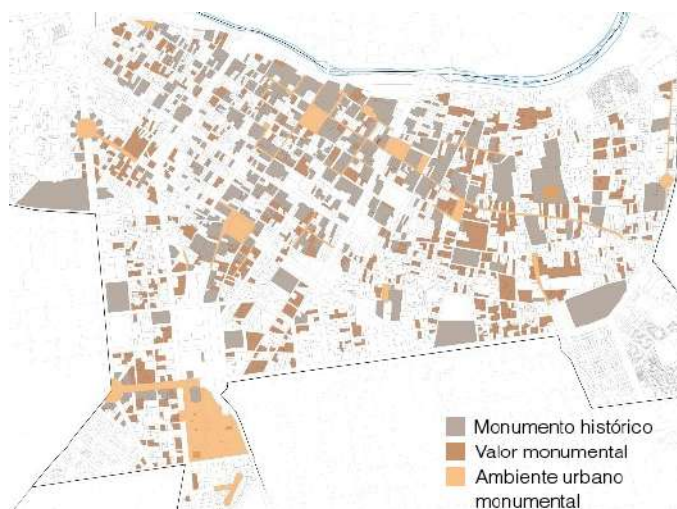 Monumento histórico
Valor monumental
Ambiente urbano
monumental